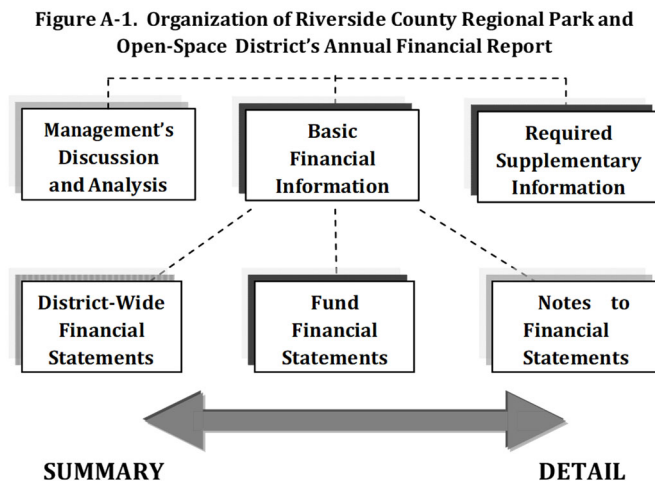 Figure A-1. Organization of Riverside County Regional Park and
Open-Space District's Annual Financial Report
Management's
Discussion
and Analysis
Basic
Financial
Information
Required
Supplementary
Information
District-Wide
Financial
Statements
Fund
Financial
Statements
Notes to
Financial
Statements
SUMMARY
DETAIL